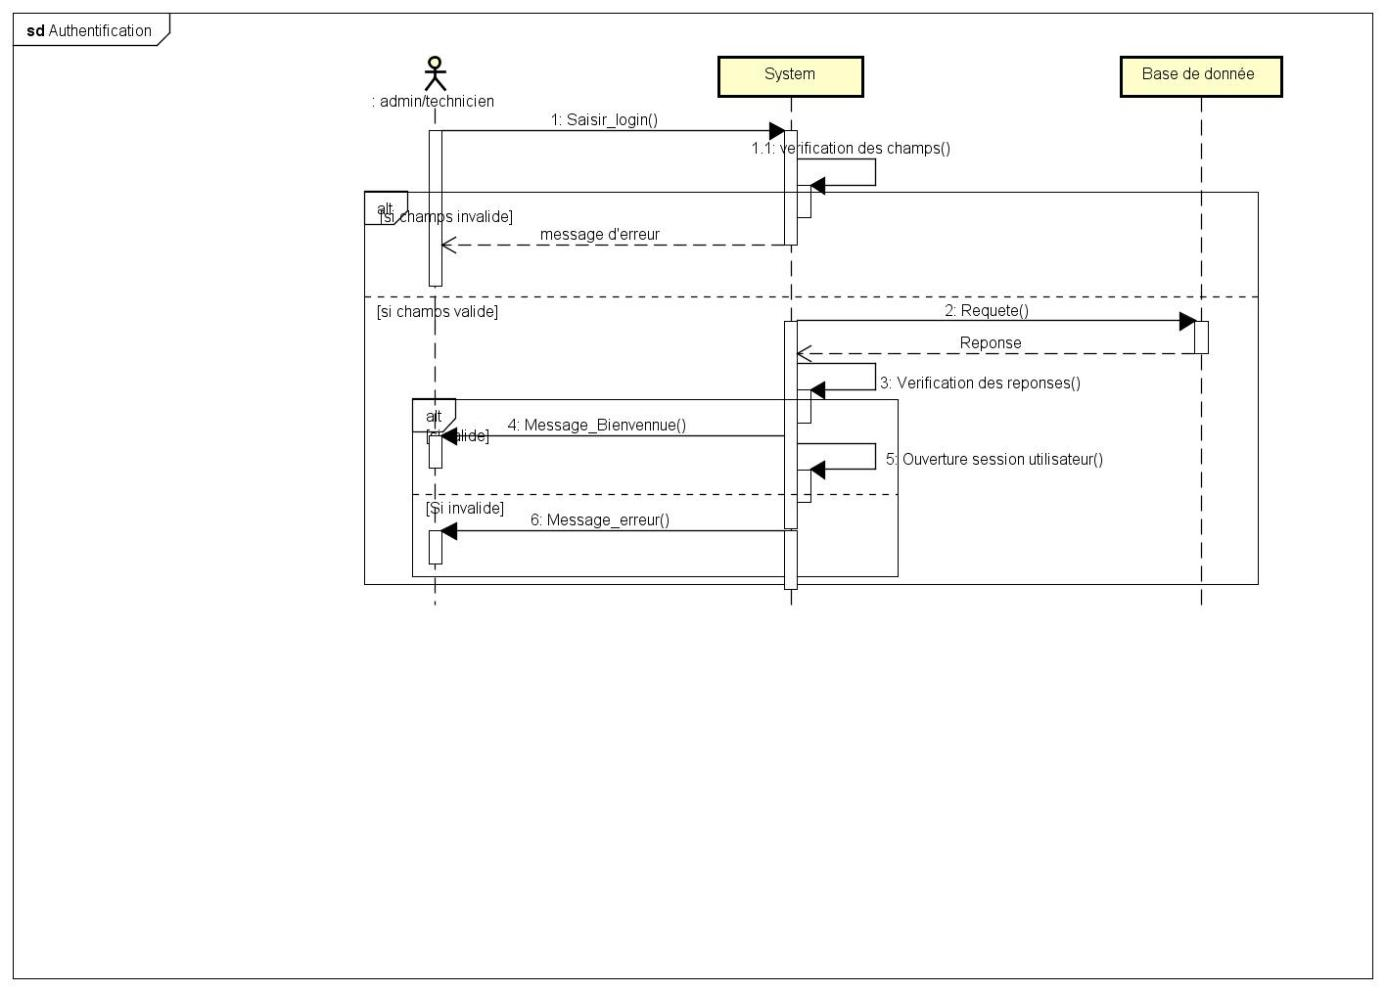 sd Authentification
: admin/technicien
System
Base de donnée
1: Saisir_login()
1.1: verification des champs()
alt
[si champs invalide]
message d'erreur
[si champs valide]
2: Requete()
Reponse
3: Verification des reponses()
alt
4: Message_Bienvennue()
[si valide]
5: Ouverture session utilisateur()
[Si invalide]
6: Message_erreur()